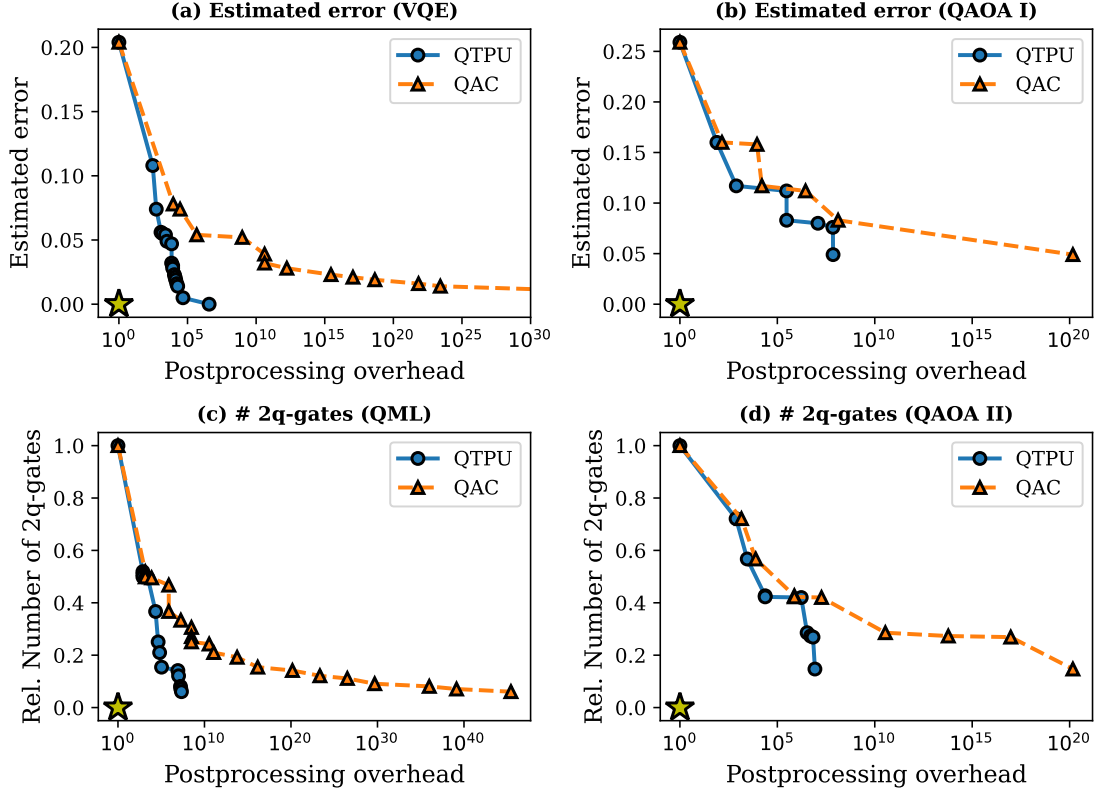 (a) Estimated error (VQE)
Estimated error
0.20
0.15
0.10
0.05
0.00
QTPU
QAC
10^0 10^5 10^10 10^15 10^20 10^25 10^30
Postprocessing overhead
(b) Estimated error (QAOA I)
Estimated error
0.25
0.20
0.15
0.10
0.05
0.00
QTPU
QAC
10^0 10^5 10^10 10^15 10^20
Postprocessing overhead
(c) # 2q-gates (QML)
Rel. Number of 2q-gates
1.0
0.8
0.6
0.4
0.2
0.0
QTPU
QAC
10^0 10^10 10^20 10^30 10^40
Postprocessing overhead
(d) # 2q-gates (QAOA II)
Rel. Number of 2q-gates
1.0
0.8
0.6
0.4
0.2
0.0
QTPU
QAC
10^0 10^5 10^10 10^15 10^20
Postprocessing overhead